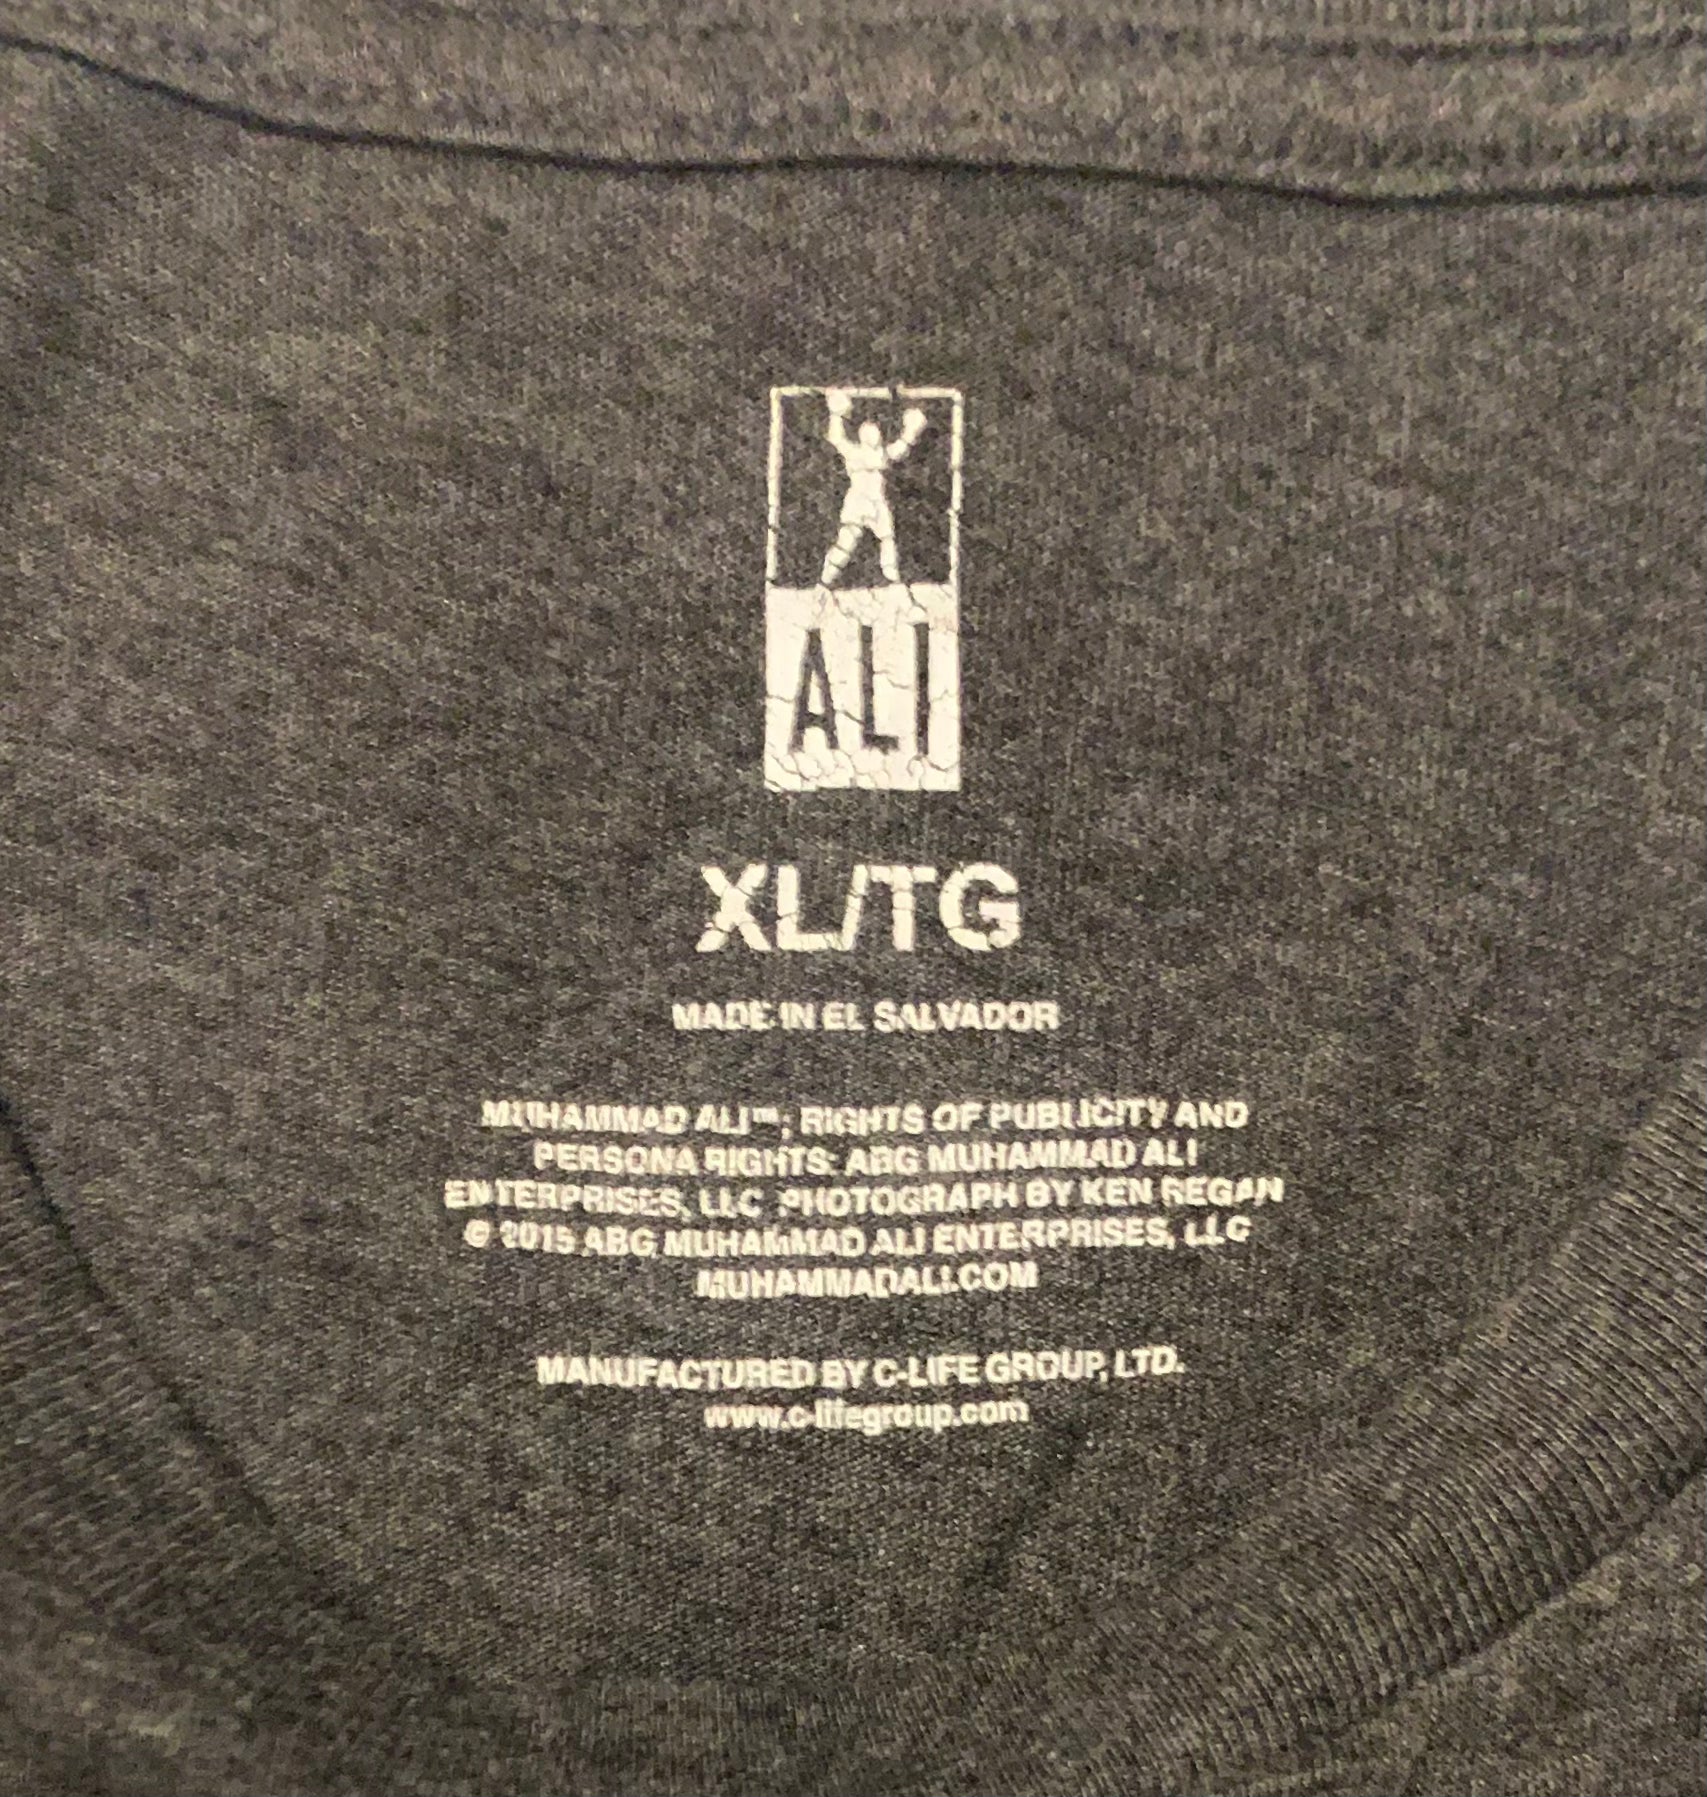 ALI
XL/TG
MADE IN EL SALVADOR
MUHAMMAD ALI™; RIGHTS OF PUBLICITY AND
PERSONA RIGHTS: ABG MUHAMMAD ALI
ENTERPRISES, LLC PHOTOGRAPH BY KEN REGAN
© 2015 ABG MUHAMMAD ALI ENTERPRISES, LLC
MUHAMMADALI.COM
MANUFACTURED BY C-LIFE GROUP, LTD.
www.c-lifegroup.com